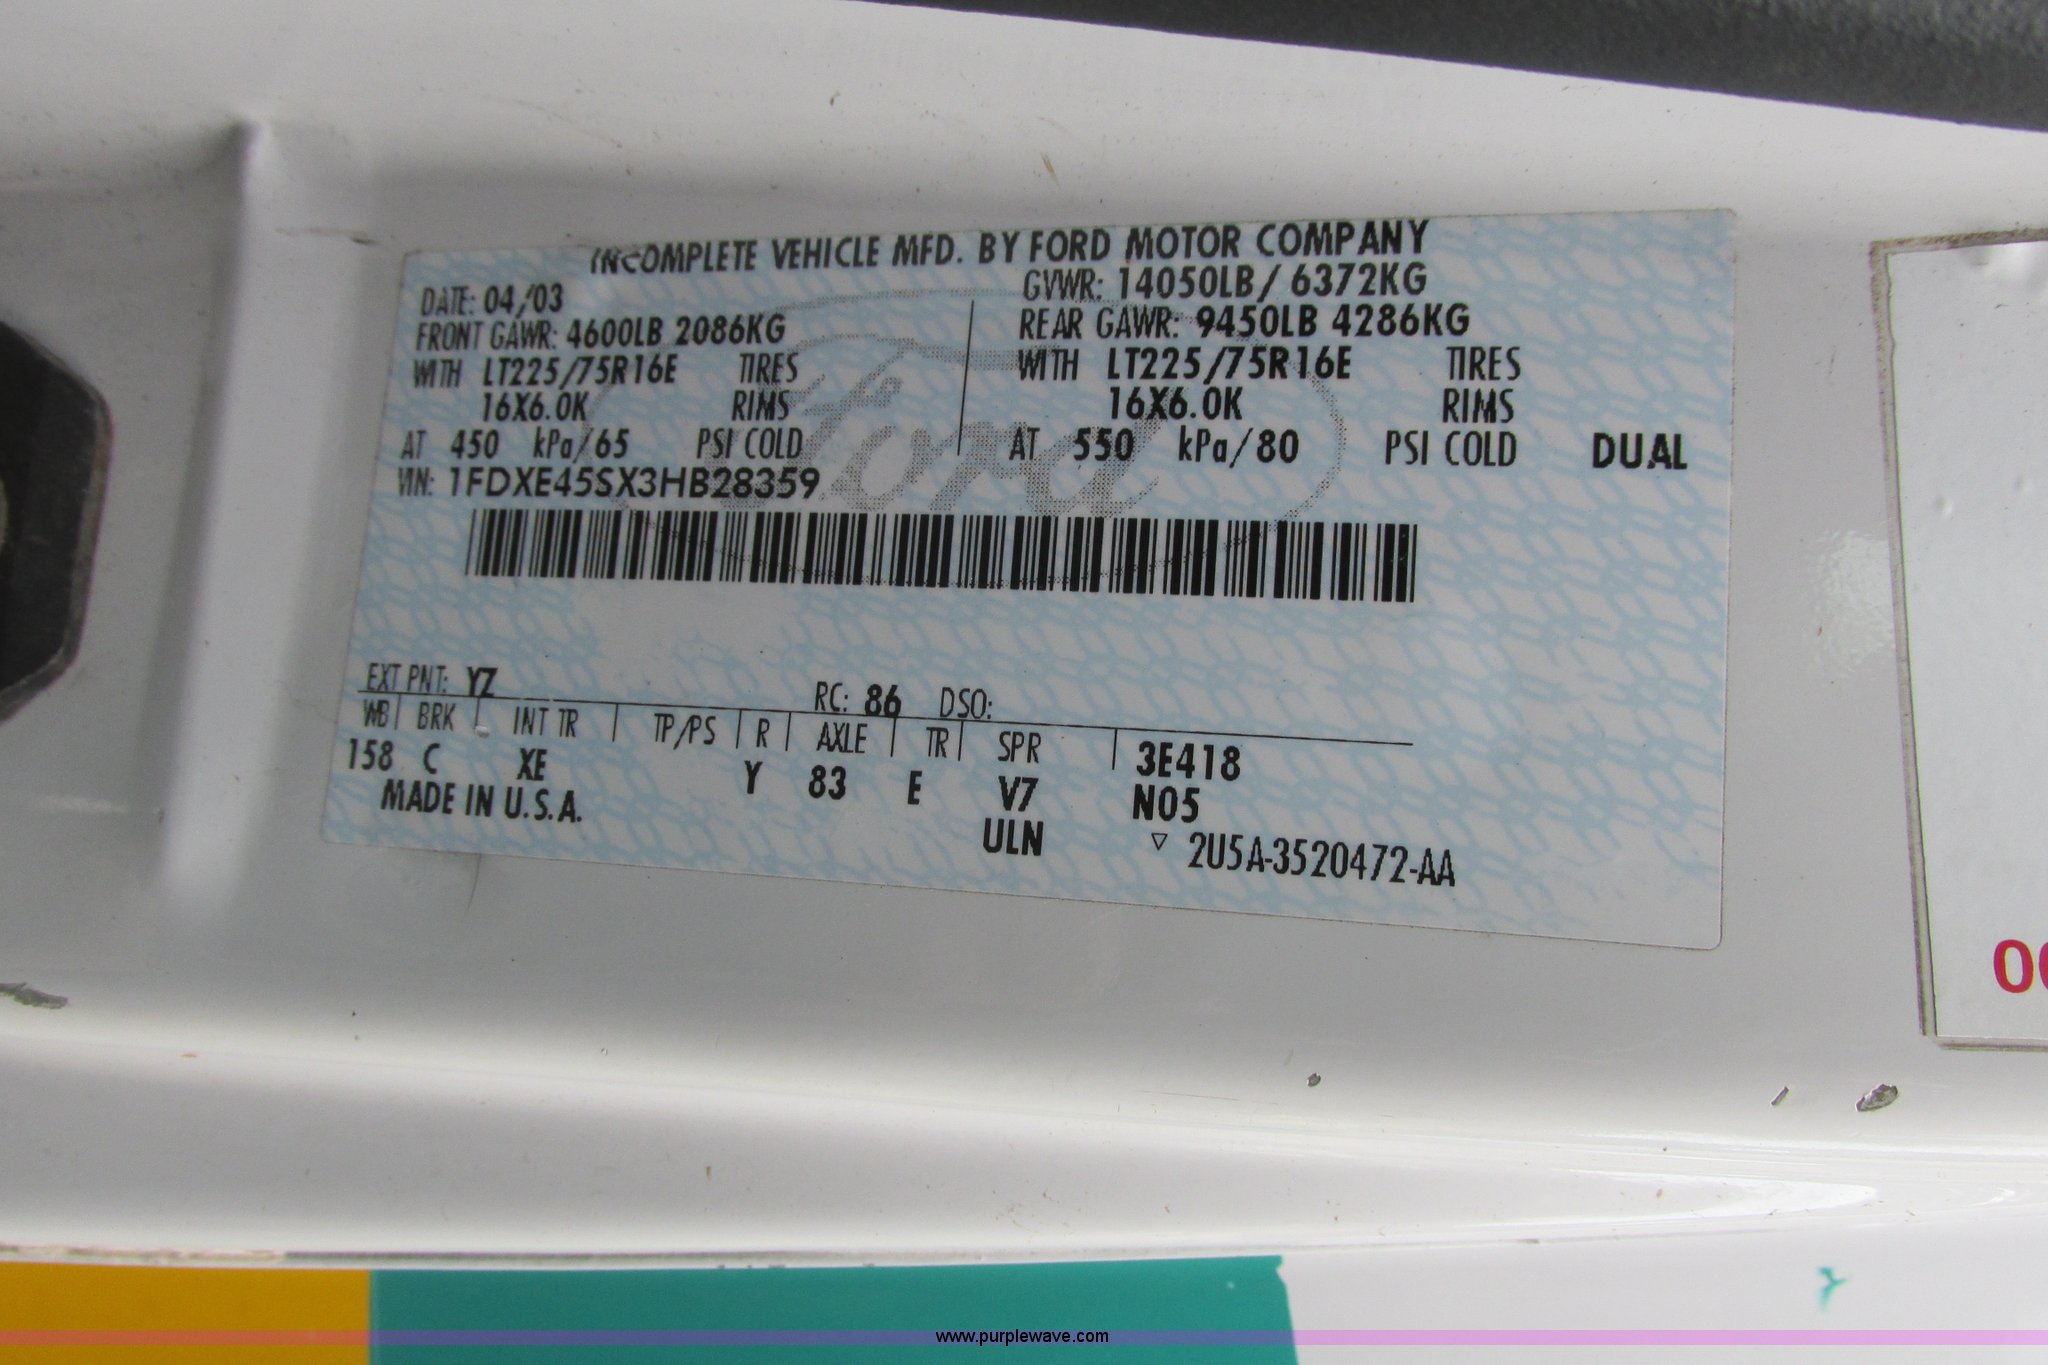 INCOMPLETE VEHICLE MFD. BY FORD MOTOR COMPANY
DATE: 04/03 GVWR: 14050LB / 6372KG
FRONT GAWR: 4600LB 2086KG REAR GAWR: 9450LB 4286KG
WITH LT225/75R16E TIRES WITH LT225/75R16E TIRES
16X6.0K RIMS 16X6.0K RIMS
AT 450 kPa/65 PSI COLD AT 550 kPa/80 PSI COLD DUAL
VIN: 1FDXE45SX3HB28359
EXT PNT: YZ RC: 86 DSO:
WB BRK INT TR TP/PS R AXLE TR SPR 3E418
158 C XE Y 83 E V7 N05
MADE IN U.S.A. ULN ▽ 2U5A-3520472-AA
www.purplewave.com